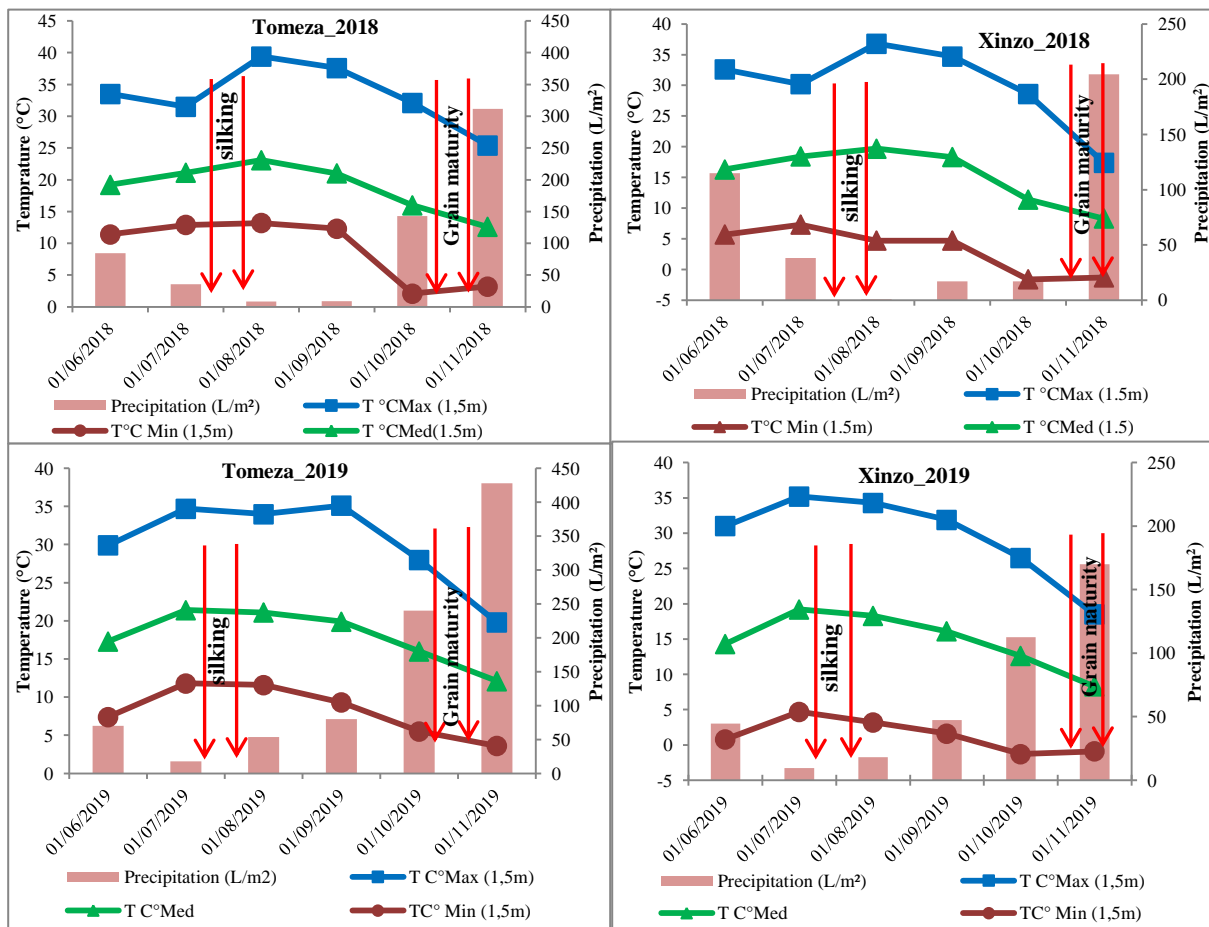 Tomeza_2018
Temprature (°C)
45
40
35
30
25
20
15
10
5
0
silking
Grain maturity
450
400
350
300
250
200
150
100
50
0
Precipitation (L/m²)
01/06/2018
01/07/2018
01/08/2018
01/09/2018
01/10/2018
01/11/2018
Precipitation (L/m²)
T °CMax (1,5m)
T°C Min (1,5m)
T °CMed(1.5m)
Xinzo_2018
Temperature (°C)
40
35
30
25
20
15
10
5
0
-5
silking
Grain maturity
250
200
150
100
50
0
Precipitation (L/m²)
01/06/2018
01/07/2018
01/08/2018
01/09/2018
01/10/2018
01/11/2018
Precipitation (L/m²)
T °CMax (1.5m)
T°C Min (1.5m)
T °CMed (1.5)
Tomeza_2019
Temperature (°C)
40
35
30
25
20
15
10
5
0
silking
Grain maturity
450
400
350
300
250
200
150
100
50
0
Precipitation (L/m²)
01/06/2019
01/07/2019
01/08/2019
01/09/2019
01/10/2019
01/11/2019
Precipitation (L/m2)
T C°Max (1,5m)
T C°Med
TC° Min (1,5m)
Xinzo_2019
Temperature (°C)
40
35
30
25
20
15
10
5
0
-5
silking
Grain maturity
250
200
150
100
50
0
Precipitation (L/m²)
01/06/2019
01/07/2019
01/08/2019
01/09/2019
01/10/2019
01/11/2019
Precipitation (L/m²)
T C°Max (1,5m)
T C°Med
TC° Min (1,5m)